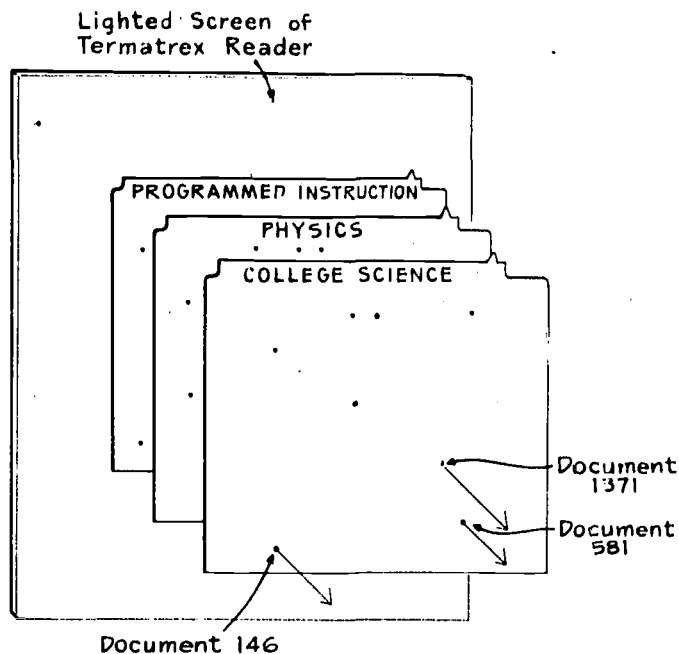 Lighted Screen of
Termatrex Reader
PROGRAMMED INSTRUCTION
PHYSICS
COLLEGE SCIENCE
Document
1371
Document
581
Document 146